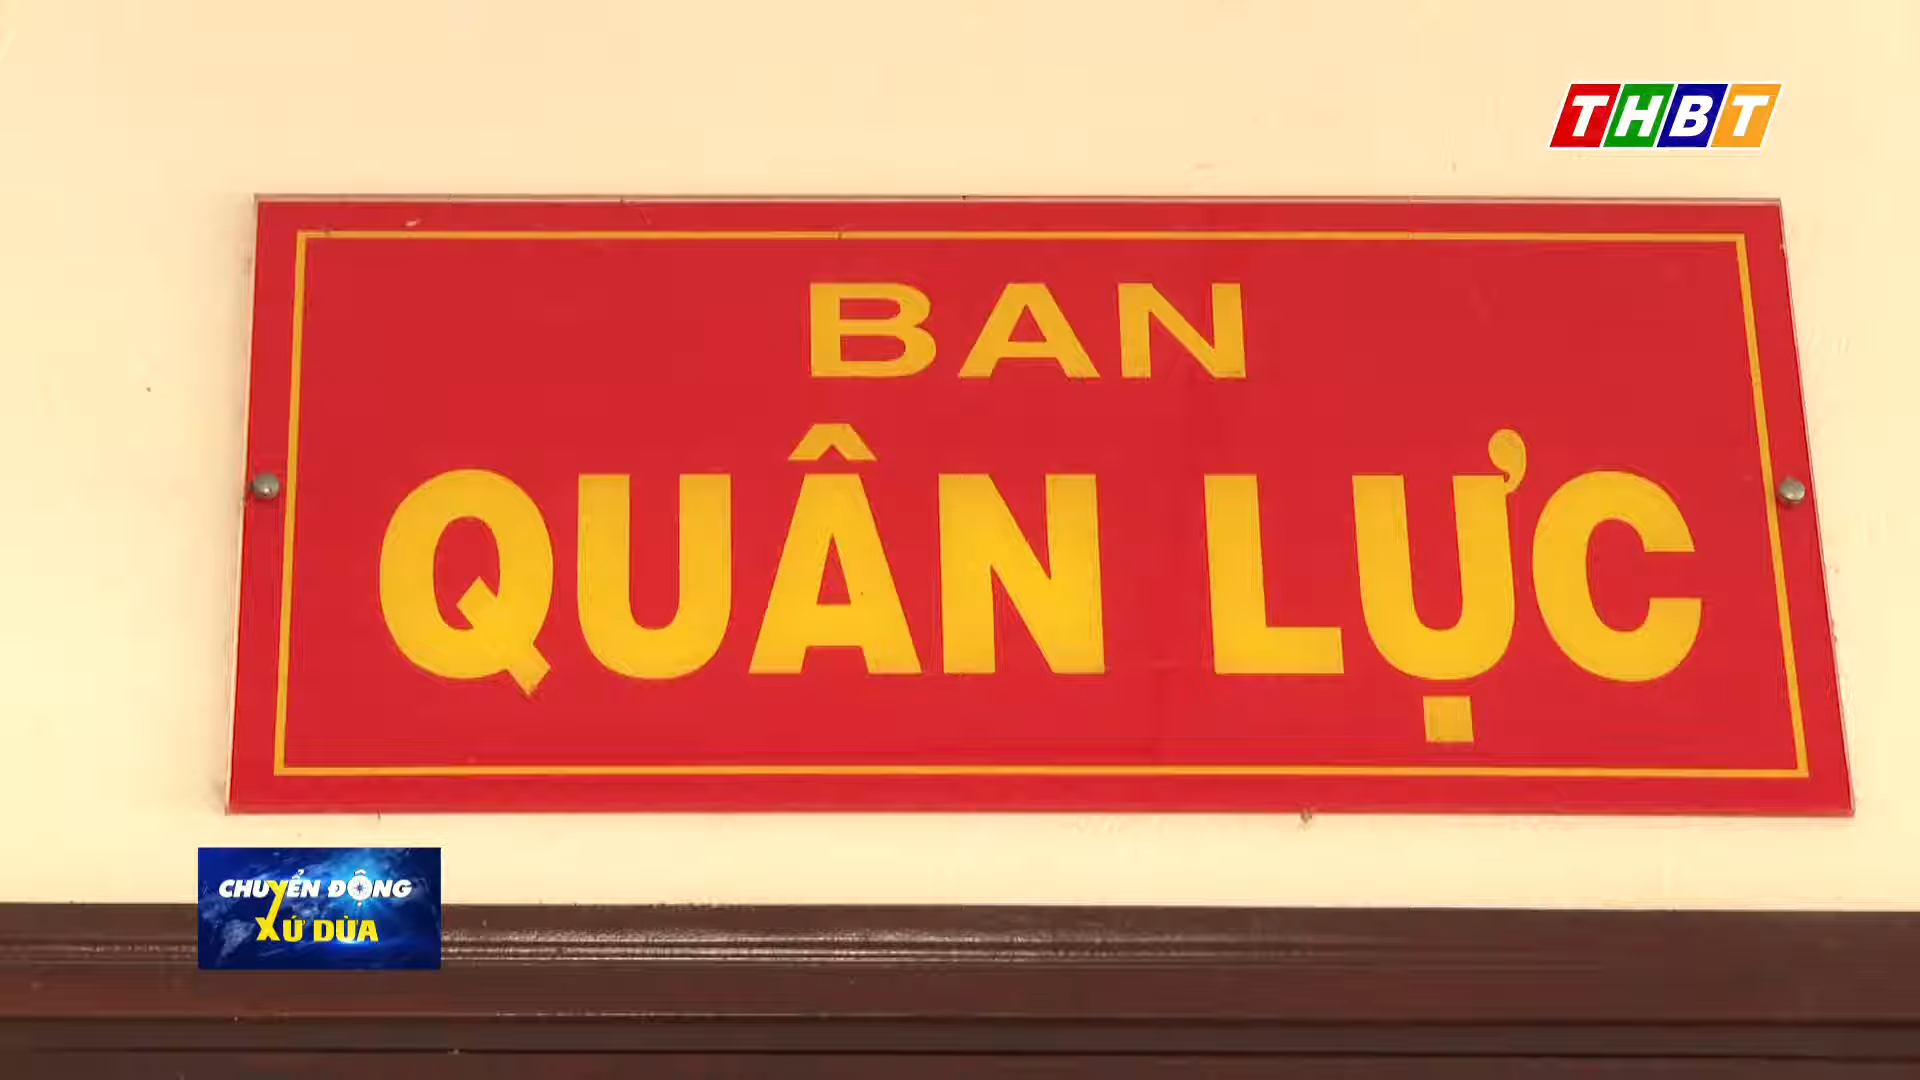 THBT
BAN
QUÂN LỰC
CHUYỂN ĐỘNG
XỨ DỪA